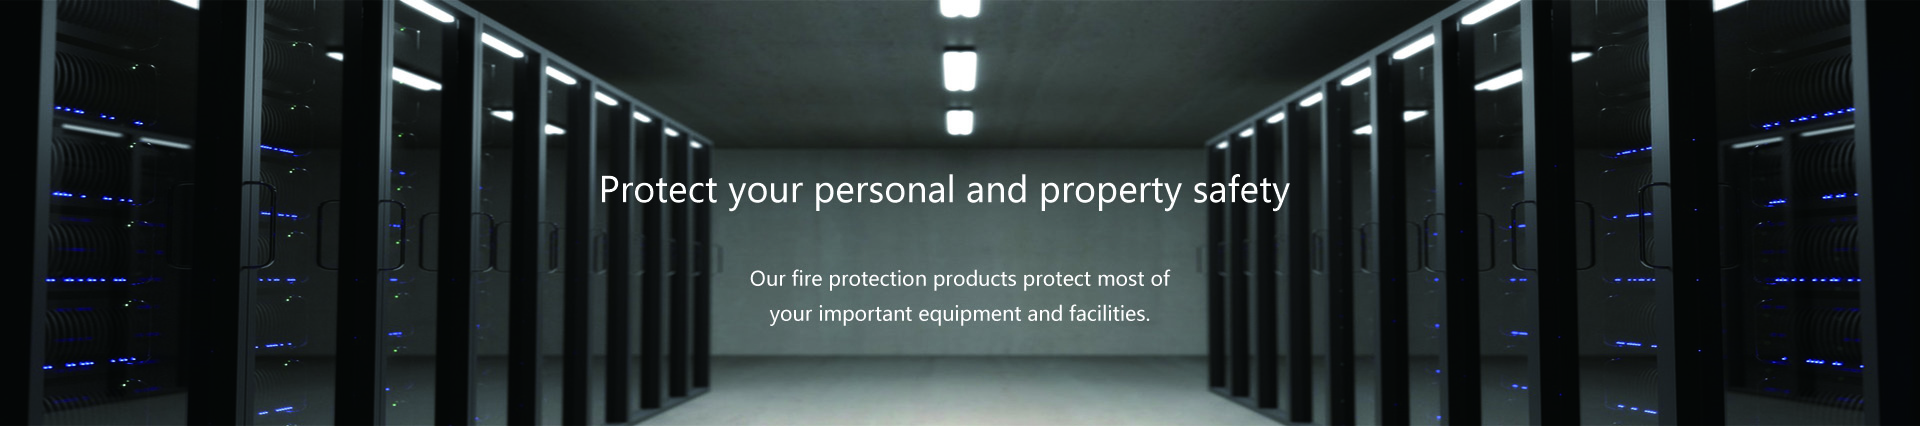 Protect your personal and property safety
Our fire protection products protect most of
your important equipment and facilities.